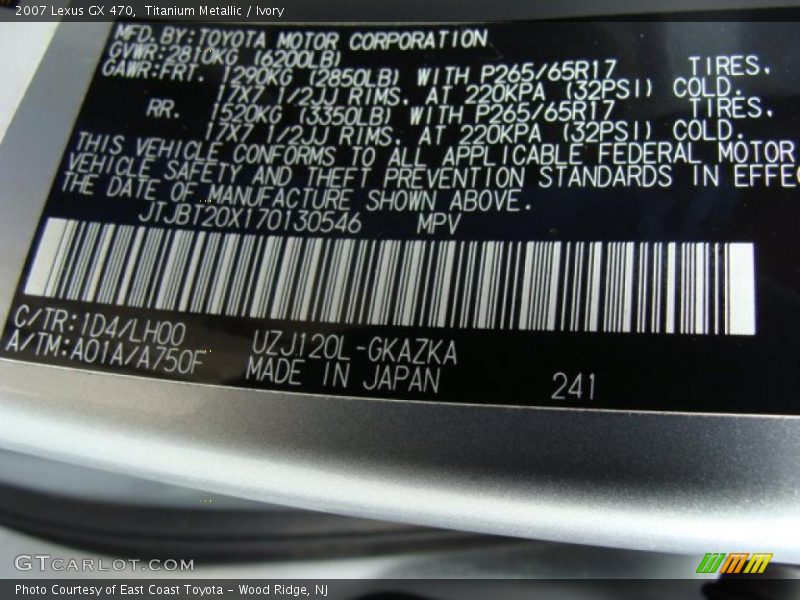 2007 Lexus GX 470, Titanium Metallic / Ivory
MFD. BY: TOYOTA MOTOR CORPORATION
GVWR: 2810KG (6200LB)
GAWR: FRT. 1290KG (2850LB) WITH P265/65R17 TIRES,
17X7 1/2JJ RIMS, AT 220KPA (32PSI) COLD.
RR. 1520KG (3350LB) WITH P265/65R17 TIRES,
17X7 1/2JJ RIMS, AT 220KPA (32PSI) COLD.
THIS VEHICLE CONFORMS TO ALL APPLICABLE FEDERAL MOTOR
VEHICLE SAFETY AND THEFT PREVENTION STANDARDS IN EFFEC
THE DATE OF MANUFACTURE SHOWN ABOVE.
JTJBT20X170130546 MPV
C/TR: 1D4/LH00 UZJ120L-GKAZKA
A/TM: A01A/A750F MADE IN JAPAN 241
GTCARLOT.COM
Photo Courtesy of East Coast Toyota - Wood Ridge, NJ